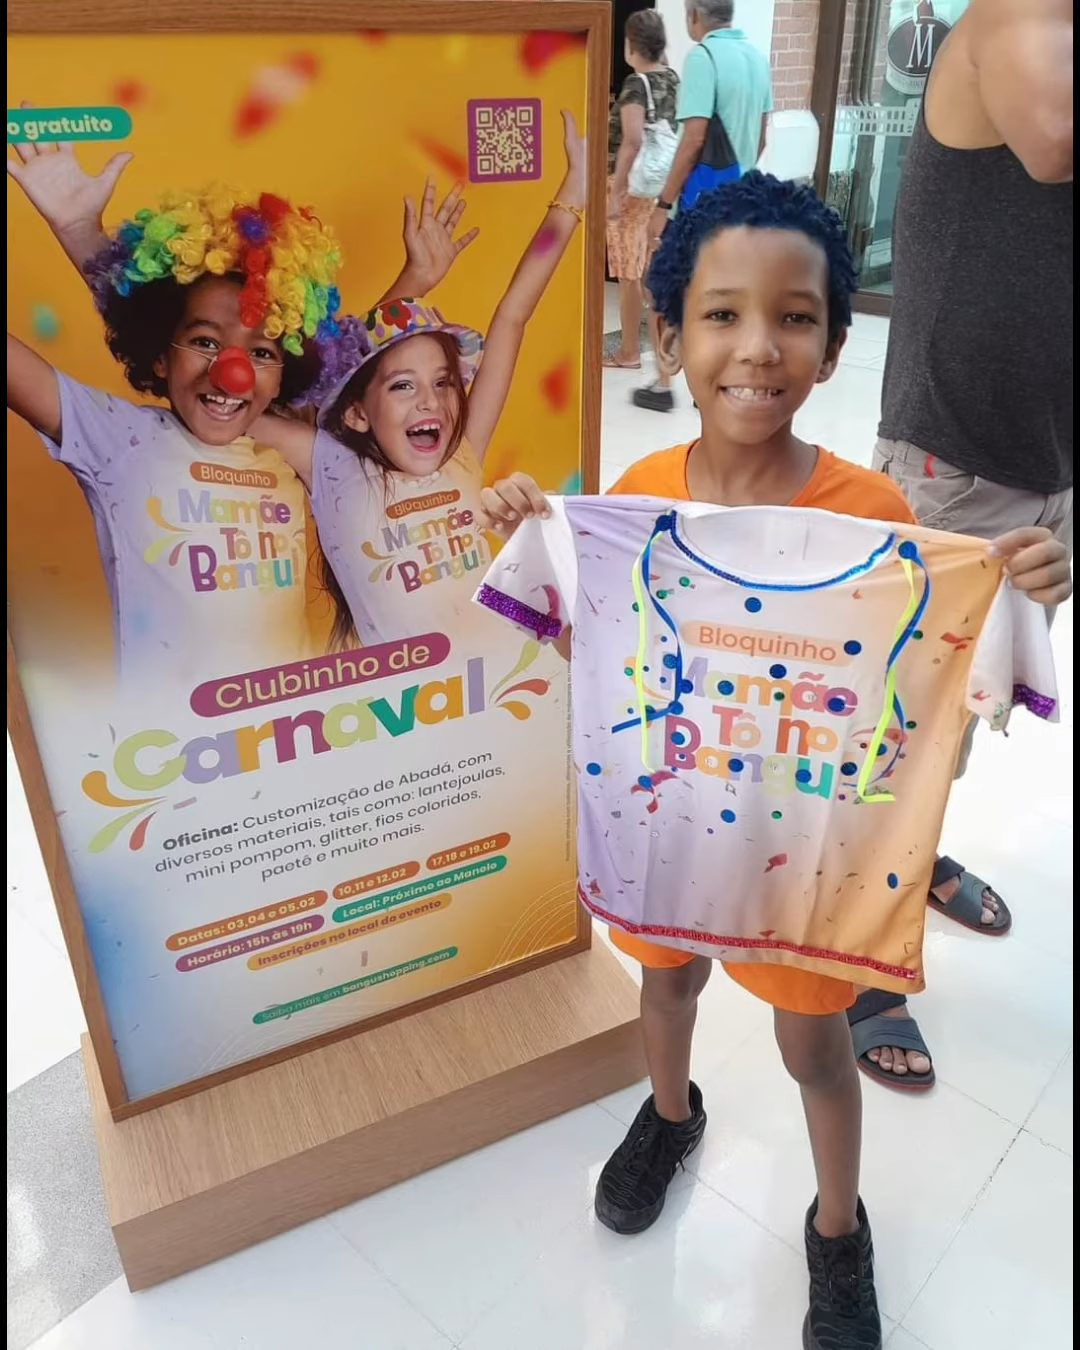 o gratuito
Bloquinho
Mamãe
Tô no
Bangu!
Bloquinho
Mamãe
Tô no
Bangu!
Clubinho de
Carnaval
Oficina: Customização de Abadá, com
diversos materiais, tais como: lantejoulas,
mini pompom, glitter, fios coloridos,
paetê e muito mais.
Datas: 03,04 e 05.02
10,11 e 12.02
17,18 e 19.02
Horário: 15h às 19h
Local: Próximo ao Manelo
Inscrições no local do evento
Saiba mais em bangushopping.com
Bloquinho
Mamãe
Tô no
Bangu
M